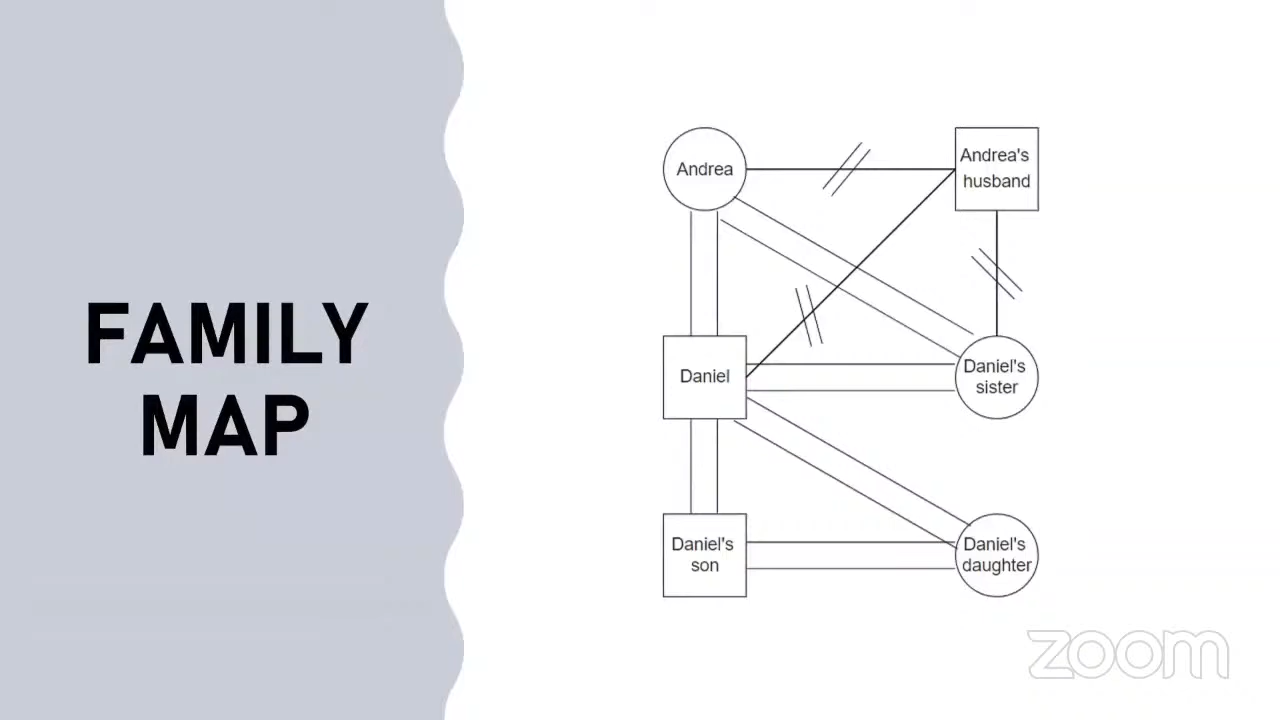 FAMILY
MAP
Andrea
Andrea's
husband
Daniel
Daniel's
sister
Daniel's
son
Daniel's
daughter
zoom